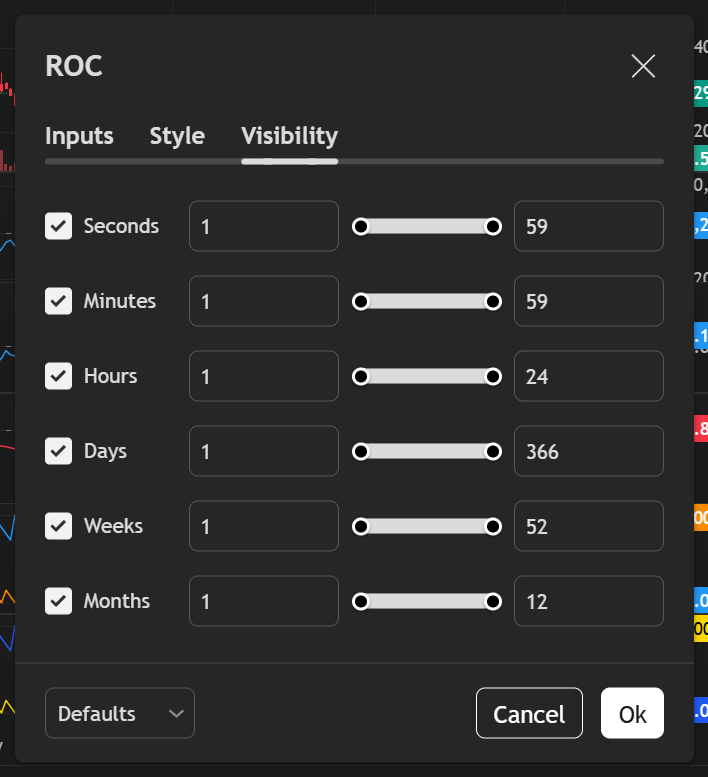 ROC
Inputs Style Visibility
Seconds 1 59
Minutes 1 59
Hours 1 24
Days 1 366
Weeks 1 52
Months 1 12
Defaults Cancel Ok